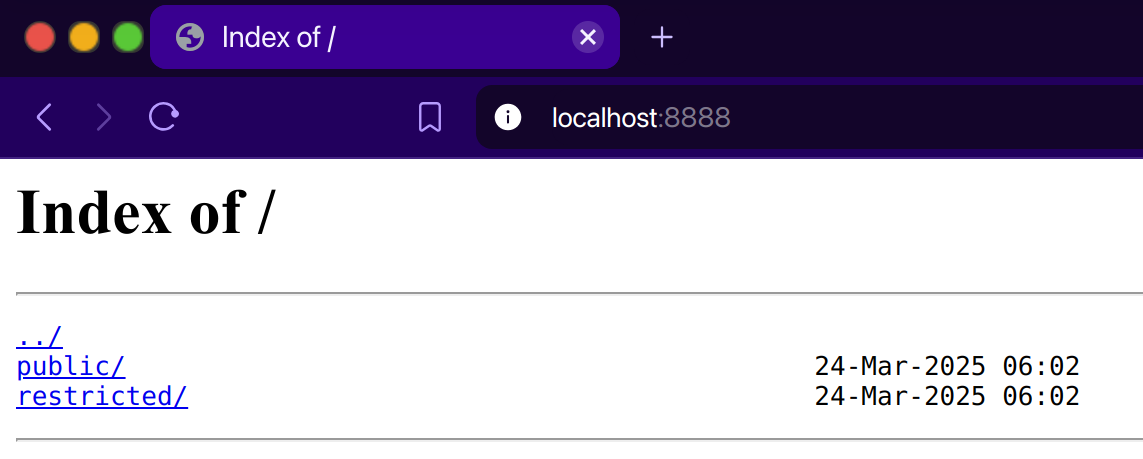 Index of /
localhost:8888
Index of /
../
public/ 24-Mar-2025 06:02
restricted/ 24-Mar-2025 06:02